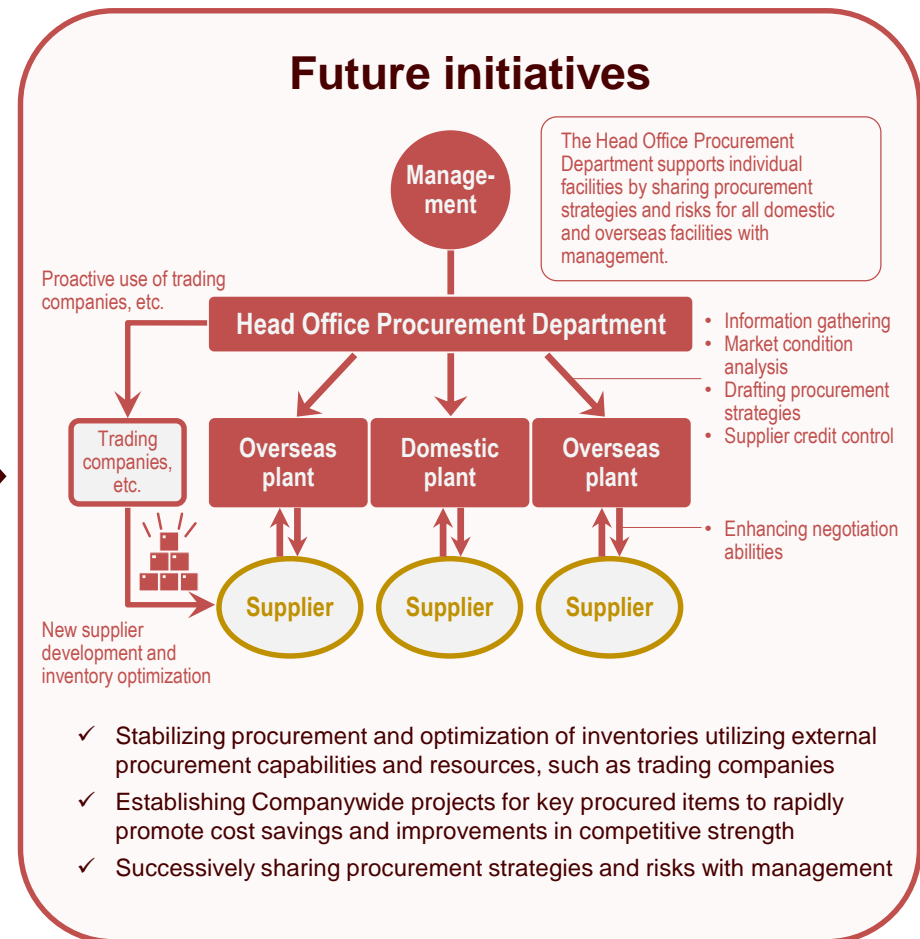 Future initiatives
Manage-
ment
The Head Office Procurement
Department supports individual
facilities by sharing procurement
strategies and risks for all domestic
and overseas facilities with
management.
Proactive use of trading
companies, etc.
Head Office Procurement Department
• Information gathering
• Market condition
analysis
• Drafting procurement
strategies
• Supplier credit control
Trading
companies,
etc.
Overseas
plant
Domestic
plant
Overseas
plant
• Enhancing negotiation
abilities
Supplier
Supplier
Supplier
New supplier
development and
inventory optimization
✓ Stabilizing procurement and optimization of inventories utilizing external
procurement capabilities and resources, such as trading companies
✓ Establishing Companywide projects for key procured items to rapidly
promote cost savings and improvements in competitive strength
✓ Successively sharing procurement strategies and risks with management